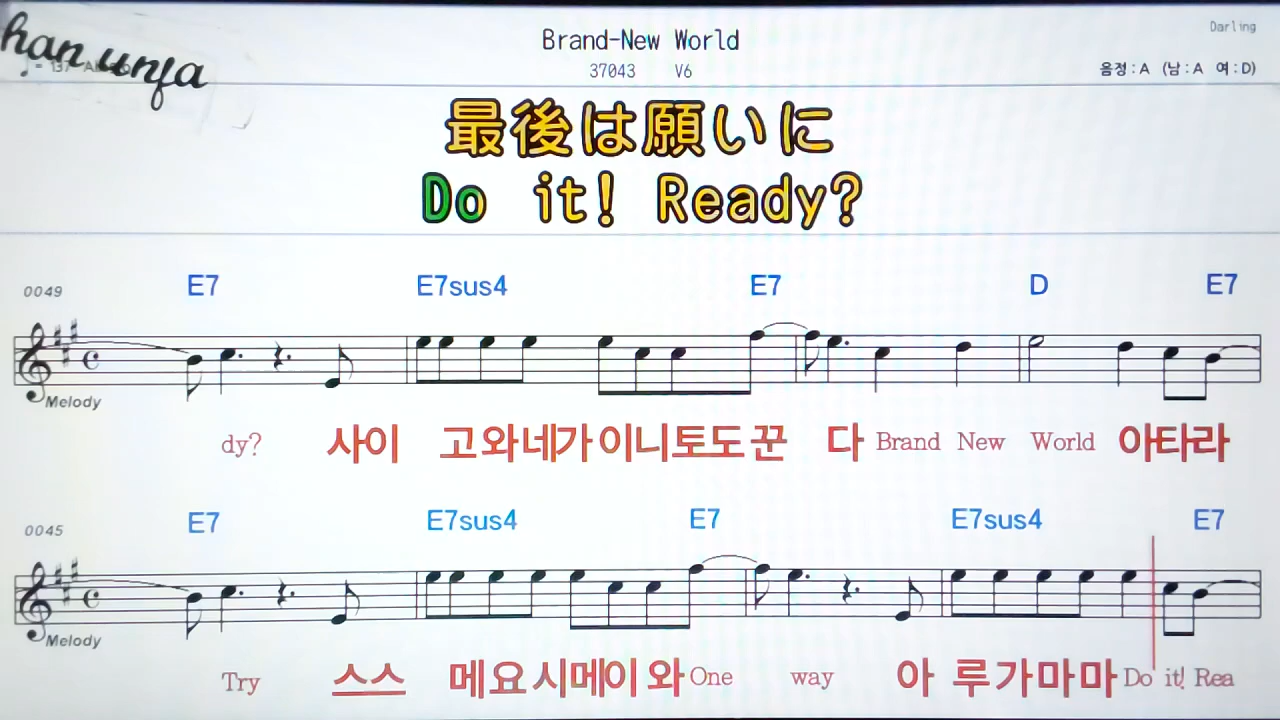 han unja
Brand-New World
Darling
37043 V6
음정:A (남:A 여:D)
最後は願いに
Do it! Ready?
E7 E7sus4 E7 D E7
0049
Melody
dy? 사이 고와네가이니토도꾼 다 Brand New World 아타라
E7 E7sus4 E7 E7sus4 E7
0045
Melody
Try 스스 메요시메이와 One way 아 루가마마 Do it! Rea